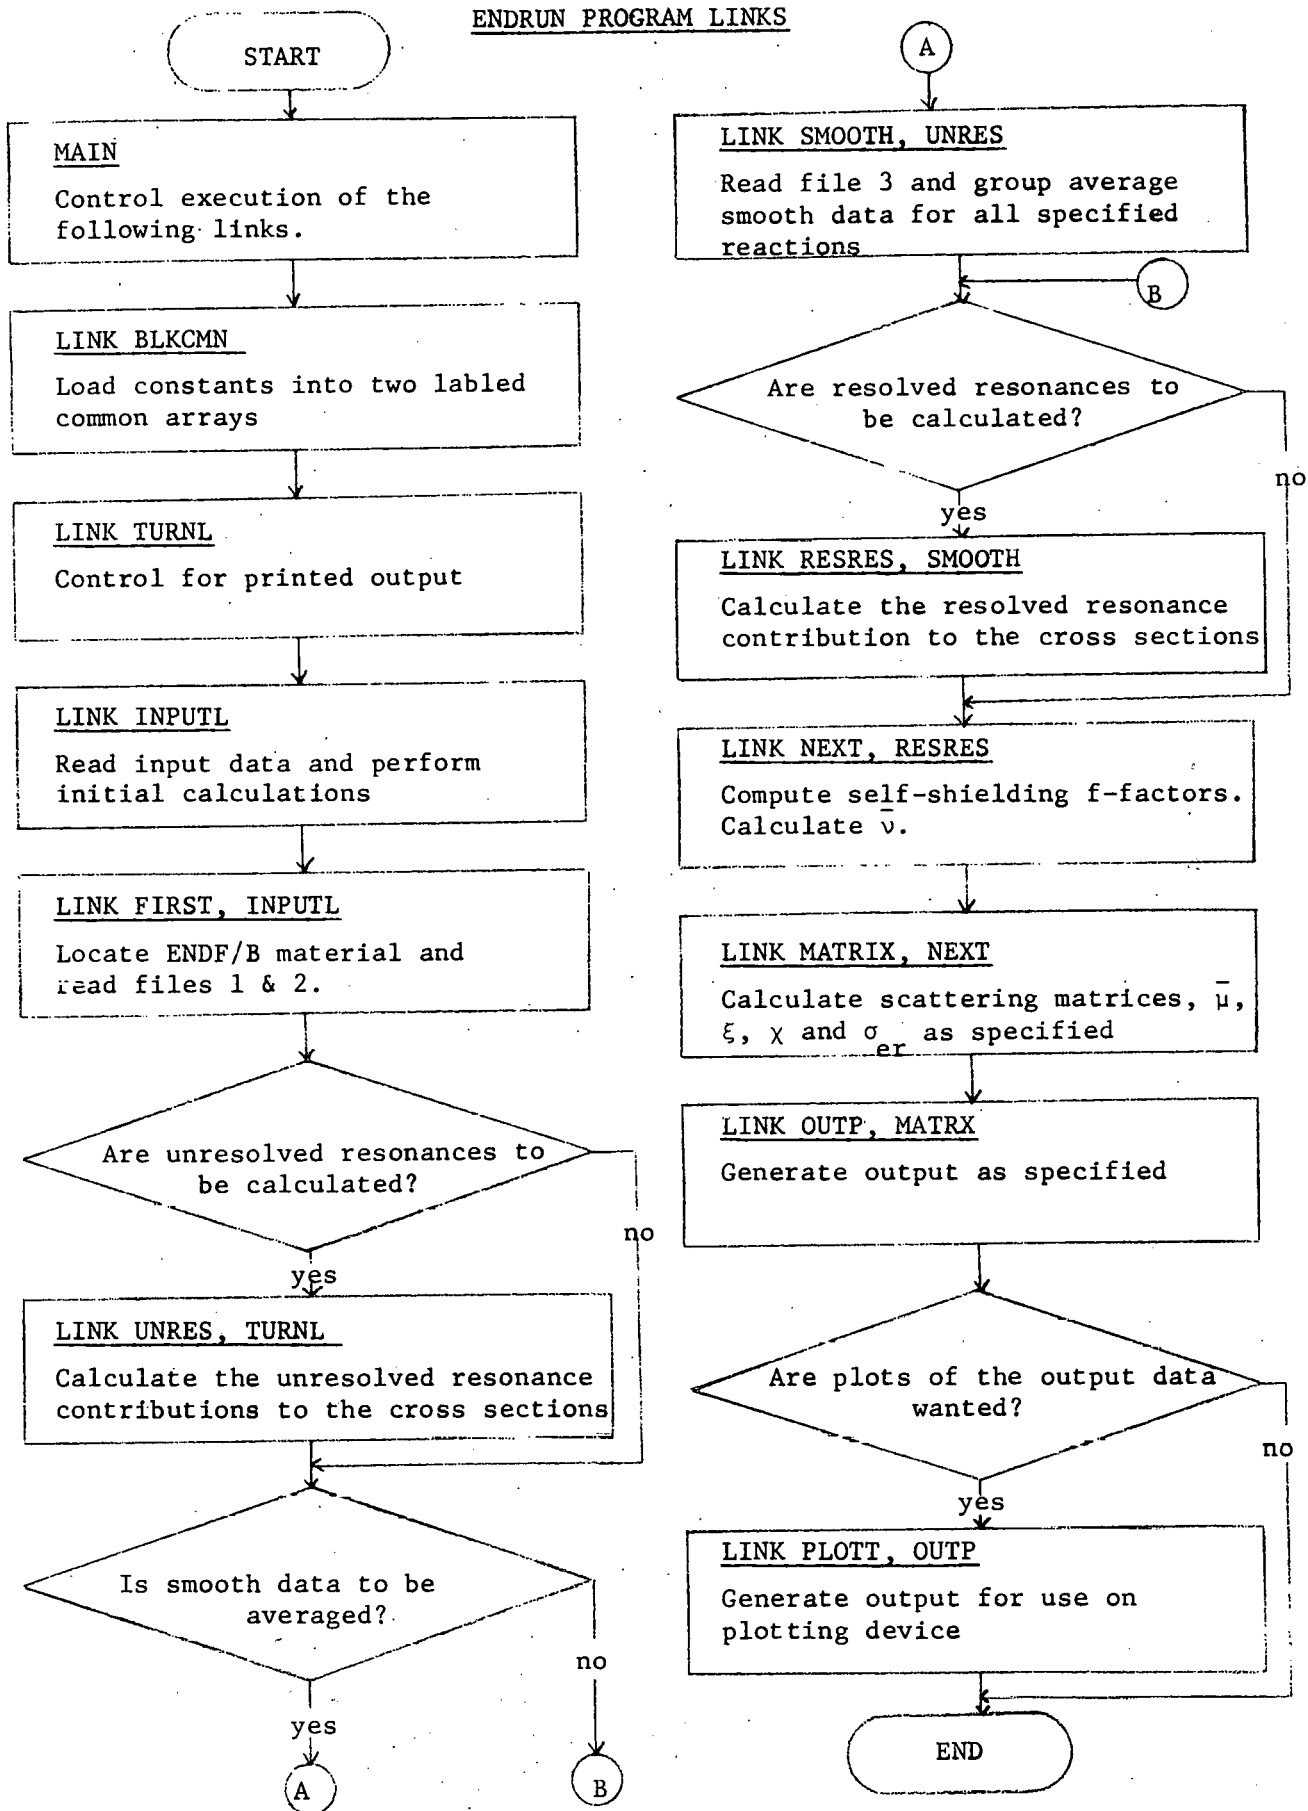 ENDRUN PROGRAM LINKS
START
MAIN
Control execution of the
following links.
LINK BLKCMN
Load constants into two labled
common arrays
LINK TURNL
Control for printed output
LINK INPUTL
Read input data and perform
initial calculations
LINK FIRST, INPUTL
Locate ENDF/B material and
read files 1 & 2.
Are unresolved resonances to
be calculated?
no
yes
LINK UNRES, TURNL
Calculate the unresolved resonance
contributions to the cross sections
Is smooth data to be
averaged?
no
yes
A
B
A
LINK SMOOTH, UNRES
Read file 3 and group average
smooth data for all specified
reactions
B
Are resolved resonances to
be calculated?
no
yes
LINK RESRES, SMOOTH
Calculate the resolved resonance
contribution to the cross sections
LINK NEXT, RESRES
Compute self-shielding f-factors.
Calculate ν̄.
LINK MATRIX, NEXT
Calculate scattering matrices, μ̄,
ξ, χ and σer as specified
LINK OUTP, MATRX
Generate output as specified
Are plots of the output data
wanted?
no
yes
LINK PLOTT, OUTP
Generate output for use on
plotting device
END